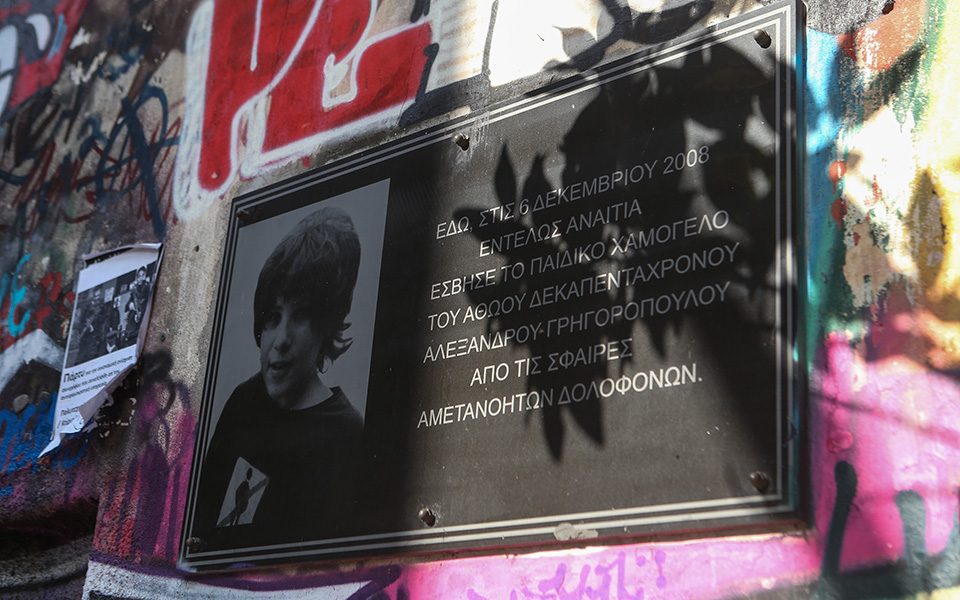 ΕΔΩ, ΣΤΙΣ 6 ΔΕΚΕΜΒΡΙΟΥ 2008
ΕΝΤΕΛΩΣ ΑΝΑΙΤΙΑ
ΕΣΒΗΣΕ ΤΟ ΠΑΙΔΙΚΟ ΧΑΜΟΓΕΛΟ
ΤΟΥ ΑΘΩΟΥ ΔΕΚΑΠΕΝΤΑΧΡΟΝΟΥ
ΑΛΕΞΑΝΔΡΟΥ ΓΡΗΓΟΡΟΠΟΥΛΟΥ
ΑΠΟ ΤΙΣ ΣΦΑΙΡΕΣ
ΑΜΕΤΑΝΟΗΤΩΝ ΔΟΛΟΦΟΝΩΝ.